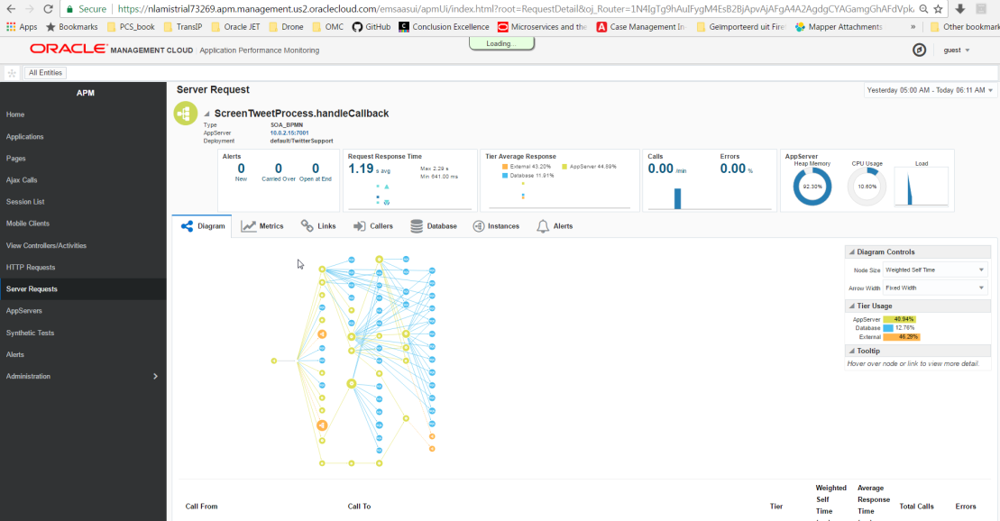 Secure | https://nlamistrial73269.apm.management.us2.oraclecloud.com/emsaasui/apmUi/index.html?root=RequestDetail&oj_Router=
Apps Bookmarks PCS_book TransIP Oracle JET Drone OMC GitHub Conclusion Excellence Microservices and the Case Management In Geïmporteerd uit Firef Mapper Attachments » Other bookmark
Loading...
ORACLE MANAGEMENT CLOUD Application Performance Monitoring guest
All Entities
APM
Home
Applications
Pages
Ajax Calls
Session List
Mobile Clients
View Controllers/Activities
HTTP Requests
Server Requests
AppServers
Synthetic Tests
Alerts
Administration
Server Request
Yesterday 05:00 AM - Today 06:11 AM
ScreenTweetProcess.handleCallback
Type SOA_BPMN
AppServer 10.0.2.15:7001
Deployment default/TwitterSupport
Alerts
0 0 0
New Carried Over Open at End
Request Response Time
1.19 s avg
Max 2.29 s
Min 641.00 ms
Tier Average Response
External 43.20% AppServer 44.89%
Database 11.91%
Calls Errors
0.00 /min 0.00 %
AppServer
Heap Memory CPU Usage Load
92.30% 10.60%
Diagram Metrics Links Callers Database Instances Alerts
Diagram Controls
Node Size Weighted Self Time
Arrow Width Fixed Width
Tier Usage
AppServer 40.94%
Database 12.76%
External 46.29%
Tooltip
Hover over node or link to view more detail.
Call From Call To Tier Weighted Self Time Average Response Time Total Calls Errors